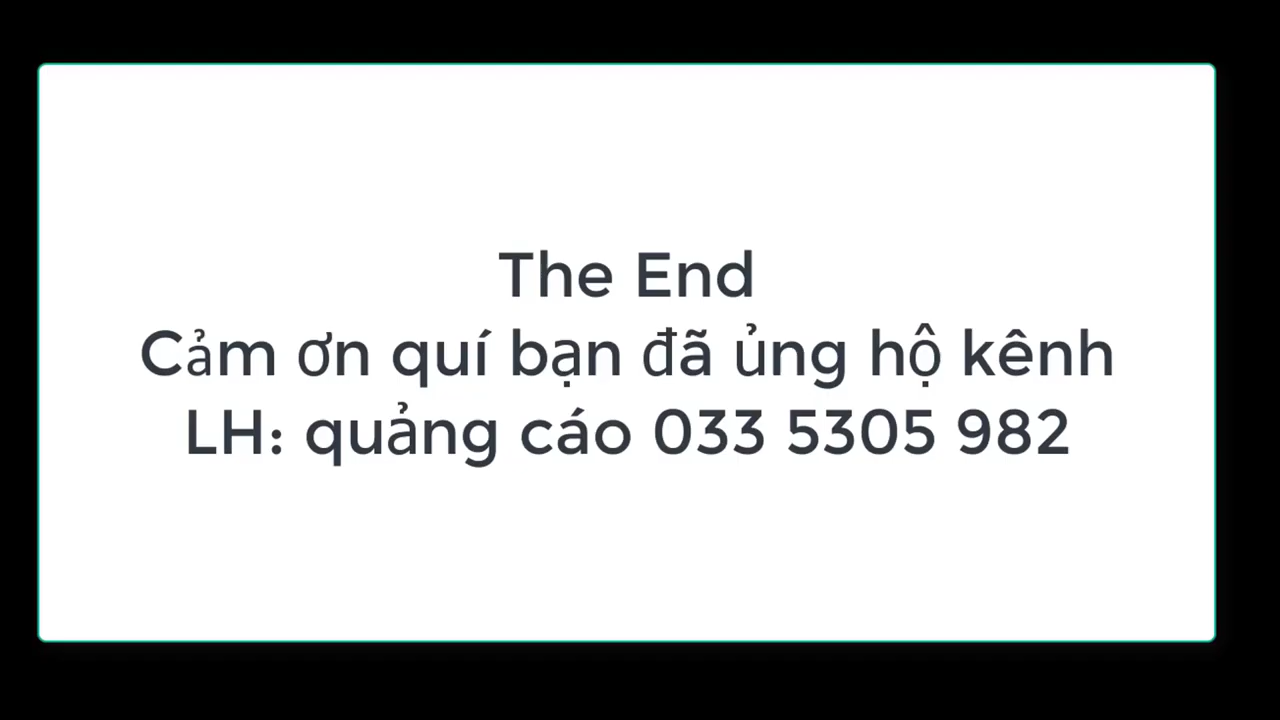 The End
Cảm ơn quí bạn đã ủng hộ kênh
LH: quảng cáo 033 5305 982